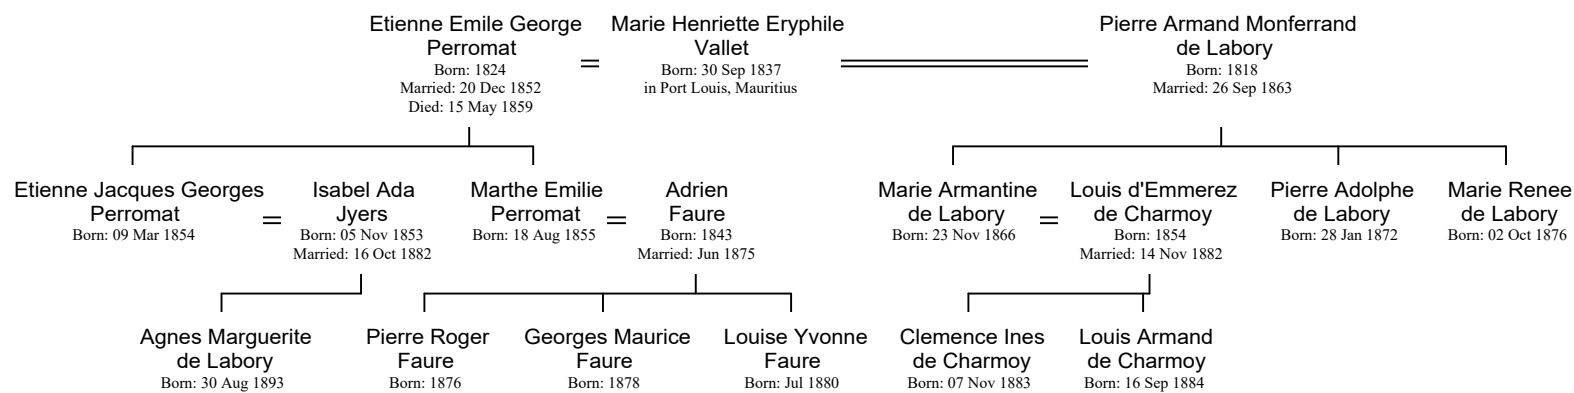 Etienne Emile George
Perromat
Born: 1824
Married: 20 Dec 1852
Died: 15 May 1859
Marie Henriette Eryphile
Vallet
Born: 30 Sep 1837
in Port Louis, Mauritius
Pierre Armand Monferrand
de Labory
Born: 1818
Married: 26 Sep 1863
Etienne Jacques Georges
Perromat
Born: 09 Mar 1854
Isabel Ada
Jyers
Born: 05 Nov 1853
Married: 16 Oct 1882
Marthe Emilie
Perromat
Born: 18 Aug 1855
Adrien
Faure
Born: 1843
Married: Jun 1875
Marie Armantine
de Labory
Born: 23 Nov 1866
Louis d'Emmerez
de Charmoy
Born: 1854
Married: 14 Nov 1882
Pierre Adolphe
de Labory
Born: 28 Jan 1872
Marie Renee
de Labory
Born: 02 Oct 1876
Agnes Marguerite
de Labory
Born: 30 Aug 1893
Pierre Roger
Faure
Born: 1876
Georges Maurice
Faure
Born: 1878
Louise Yvonne
Faure
Born: Jul 1880
Clemence Ines
de Charmoy
Born: 07 Nov 1883
Louis Armand
de Charmoy
Born: 16 Sep 1884